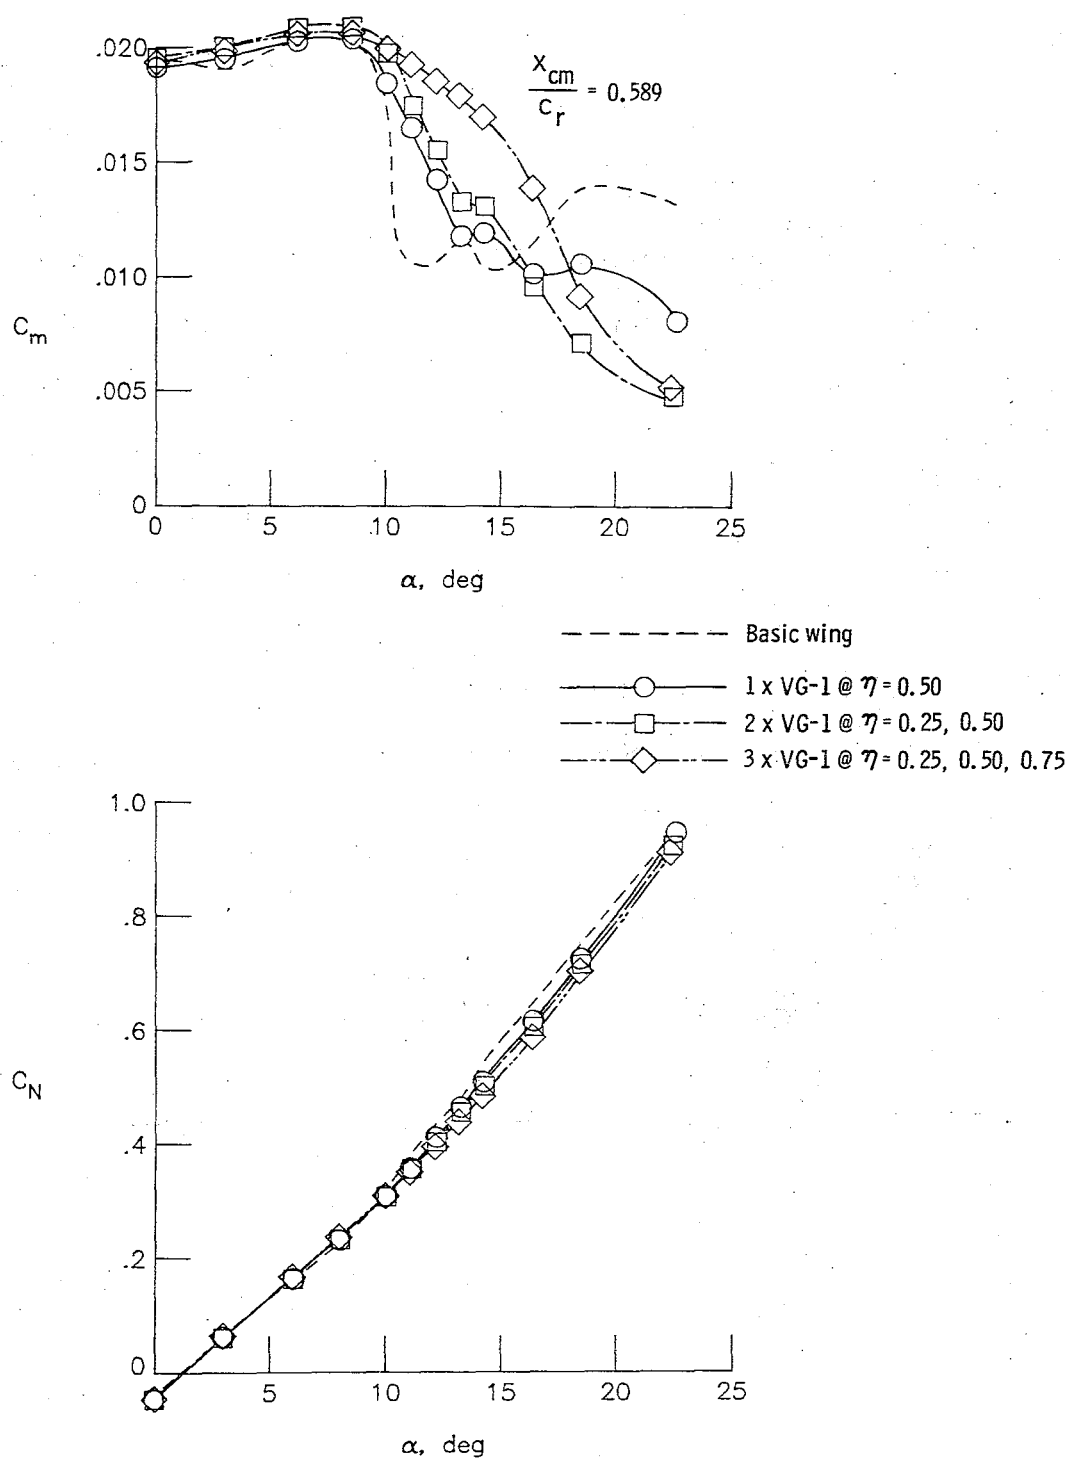 .020
.015
.010
.005
0
C_m
x_cm / c_r = 0.589
0 5 10 15 20 25
α, deg
Basic wing
1 x VG-1 @ η = 0.50
2 x VG-1 @ η = 0.25, 0.50
3 x VG-1 @ η = 0.25, 0.50, 0.75
1.0
.8
.6
.4
.2
0
C_N
5 10 15 20 25
α, deg